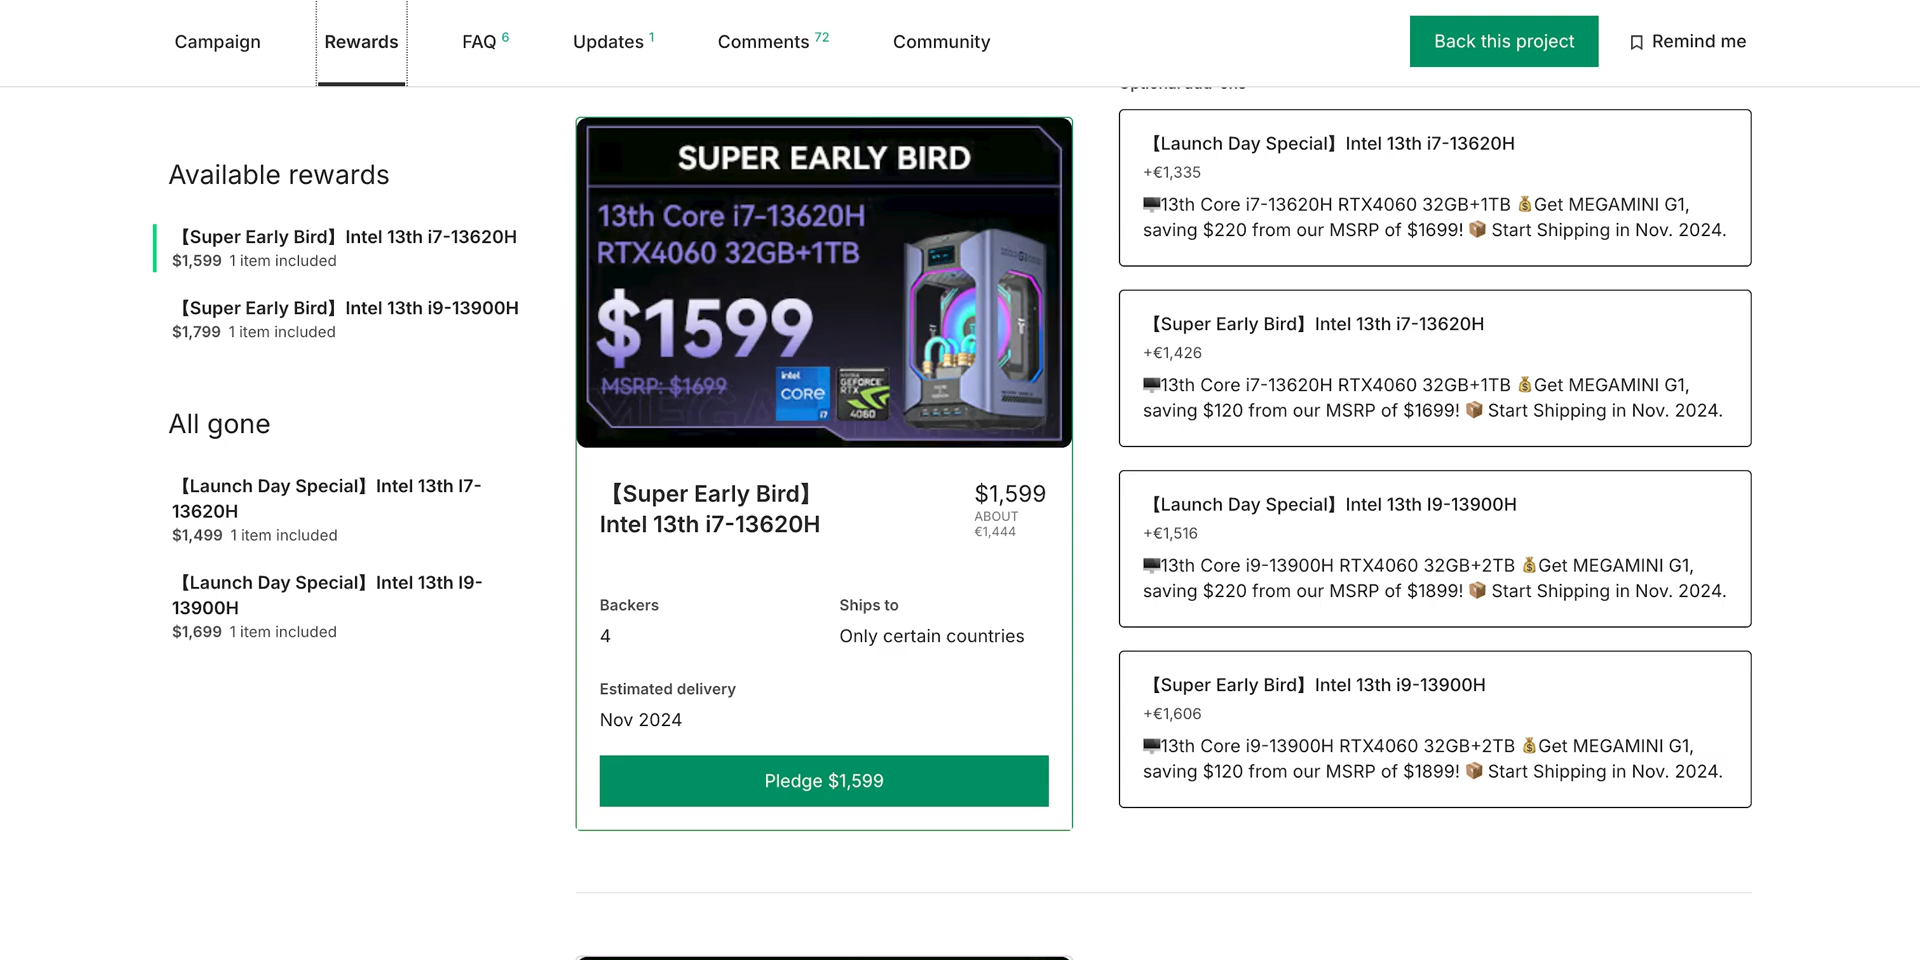 Campaign
Rewards
FAQ 6
Updates 1
Comments 72
Community
Back this project
Remind me
Available rewards
【Super Early Bird】Intel 13th i7-13620H
$1,599 1 item included
【Super Early Bird】Intel 13th i9-13900H
$1,799 1 item included
All gone
【Launch Day Special】Intel 13th I7-
13620H
$1,499 1 item included
【Launch Day Special】Intel 13th I9-
13900H
$1,699 1 item included
SUPER EARLY BIRD
13th Core i7-13620H
RTX4060 32GB+1TB
$1599
MSRP: $1699
intel
CORE
i7
NVIDIA
GEFORCE
RTX
4060
【Super Early Bird】
Intel 13th i7-13620H
$1,599
ABOUT
€1,444
Backers
4
Ships to
Only certain countries
Estimated delivery
Nov 2024
Pledge $1,599
Optional add-ons
【Launch Day Special】Intel 13th i7-13620H
+€1,335
🖥️13th Core i7-13620H RTX4060 32GB+1TB 💰Get MEGAMINI G1,
saving $220 from our MSRP of $1699! 📦 Start Shipping in Nov. 2024.
【Super Early Bird】Intel 13th i7-13620H
+€1,426
🖥️13th Core i7-13620H RTX4060 32GB+1TB 💰Get MEGAMINI G1,
saving $120 from our MSRP of $1699! 📦 Start Shipping in Nov. 2024.
【Launch Day Special】Intel 13th I9-13900H
+€1,516
🖥️13th Core i9-13900H RTX4060 32GB+2TB 💰Get MEGAMINI G1,
saving $220 from our MSRP of $1899! 📦 Start Shipping in Nov. 2024.
【Super Early Bird】Intel 13th i9-13900H
+€1,606
🖥️13th Core i9-13900H RTX4060 32GB+2TB 💰Get MEGAMINI G1,
saving $120 from our MSRP of $1899! 📦 Start Shipping in Nov. 2024.